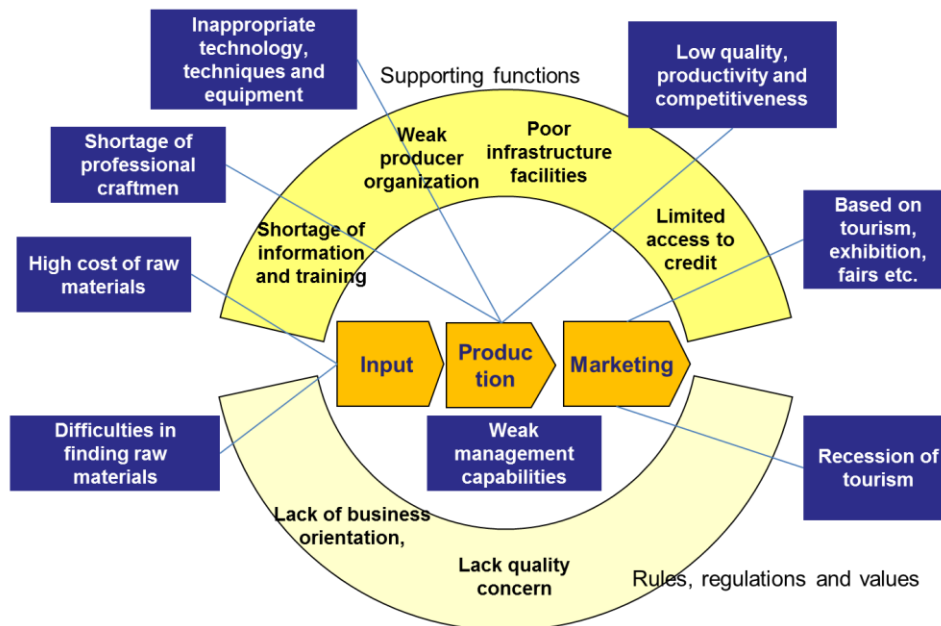 Inappropriate
technology,
techniques and
equipment
Supporting functions
Low quality,
productivity and
competitiveness
Shortage of
professional
craftmen
Weak
producer
organization
Poor
infrastructure
facilities
Based on
tourism,
exhibition,
fairs etc.
Shortage of
information
and training
Limited
access to
credit
High cost of raw
materials
Input
Produc
tion
Marketing
Difficulties in
finding raw
materials
Weak
management
capabilities
Recession of
tourism
Lack of business
orientation,
Lack quality
concern
Rules, regulations and values